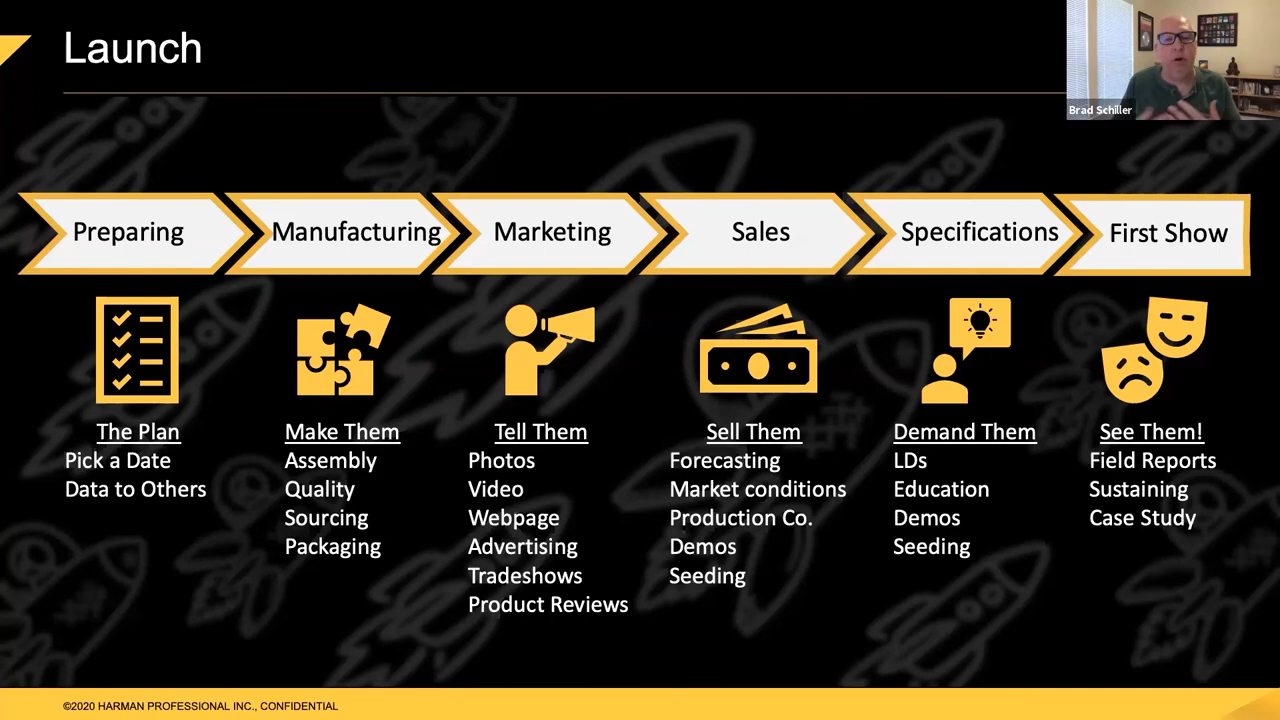 Launch
Brad Schiller
Preparing
Manufacturing
Marketing
Sales
Specifications
First Show
The Plan
Pick a Date
Data to Others
Make Them
Assembly
Quality
Sourcing
Packaging
Tell Them
Photos
Video
Webpage
Advertising
Tradeshows
Product Reviews
Sell Them
Forecasting
Market conditions
Production Co.
Demos
Seeding
Demand Them
LDs
Education
Demos
Seeding
See Them!
Field Reports
Sustaining
Case Study
©2020 HARMAN PROFESSIONAL INC., CONFIDENTIAL